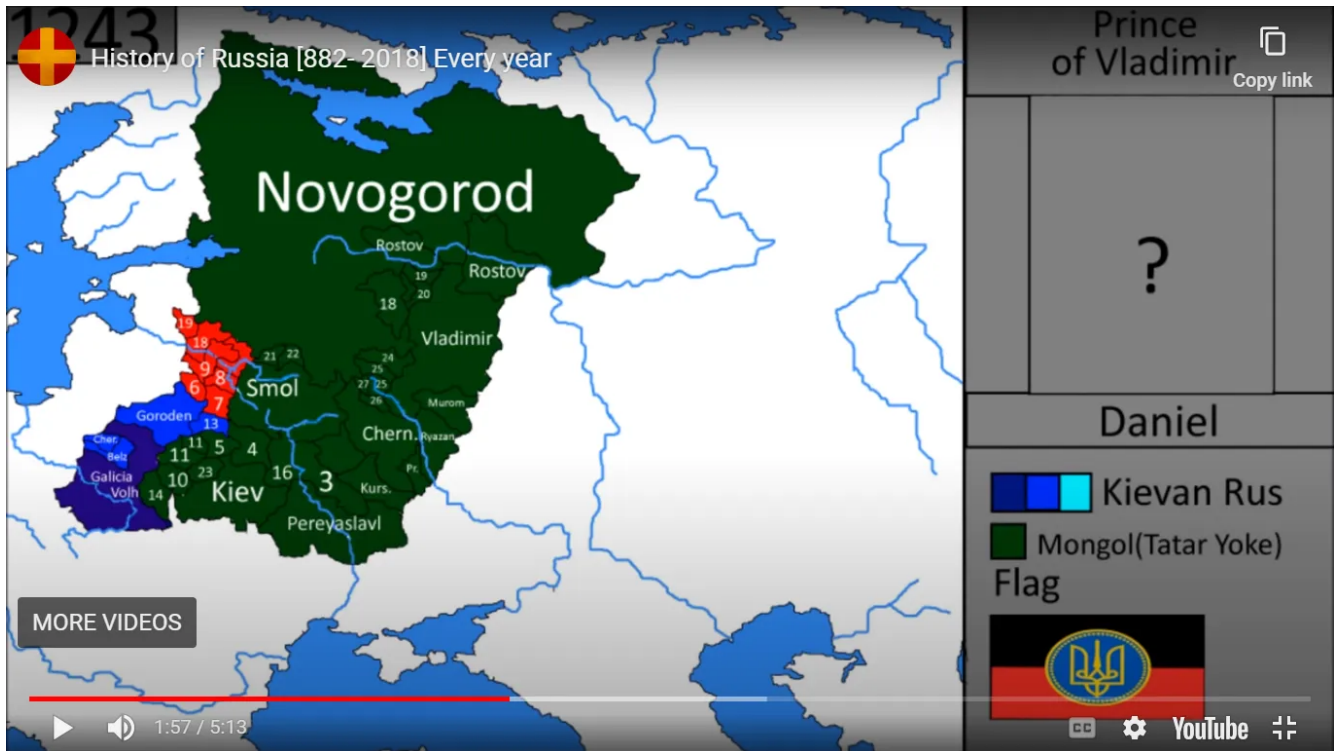 1243
History of Russia [882- 2018] Every year
Prince
of Vladimir
Copy link
Novogorod
Rostov
Rostov
19
20
18
Vladimir
19
18
21
22
24
25
9
8
6
27
25
26
Smol
7
Murom
Goroden
13
Chern.
Ryazan
Cher.
Belz
11
11
5
4
Pr.
Galicia
Volh
10
23
16
3
14
Kiev
Kurs.
Pereyaslavl
?
Daniel
Kievan Rus
Mongol(Tatar Yoke)
Flag
MORE VIDEOS
1:57 / 5:13
CC
YouTube